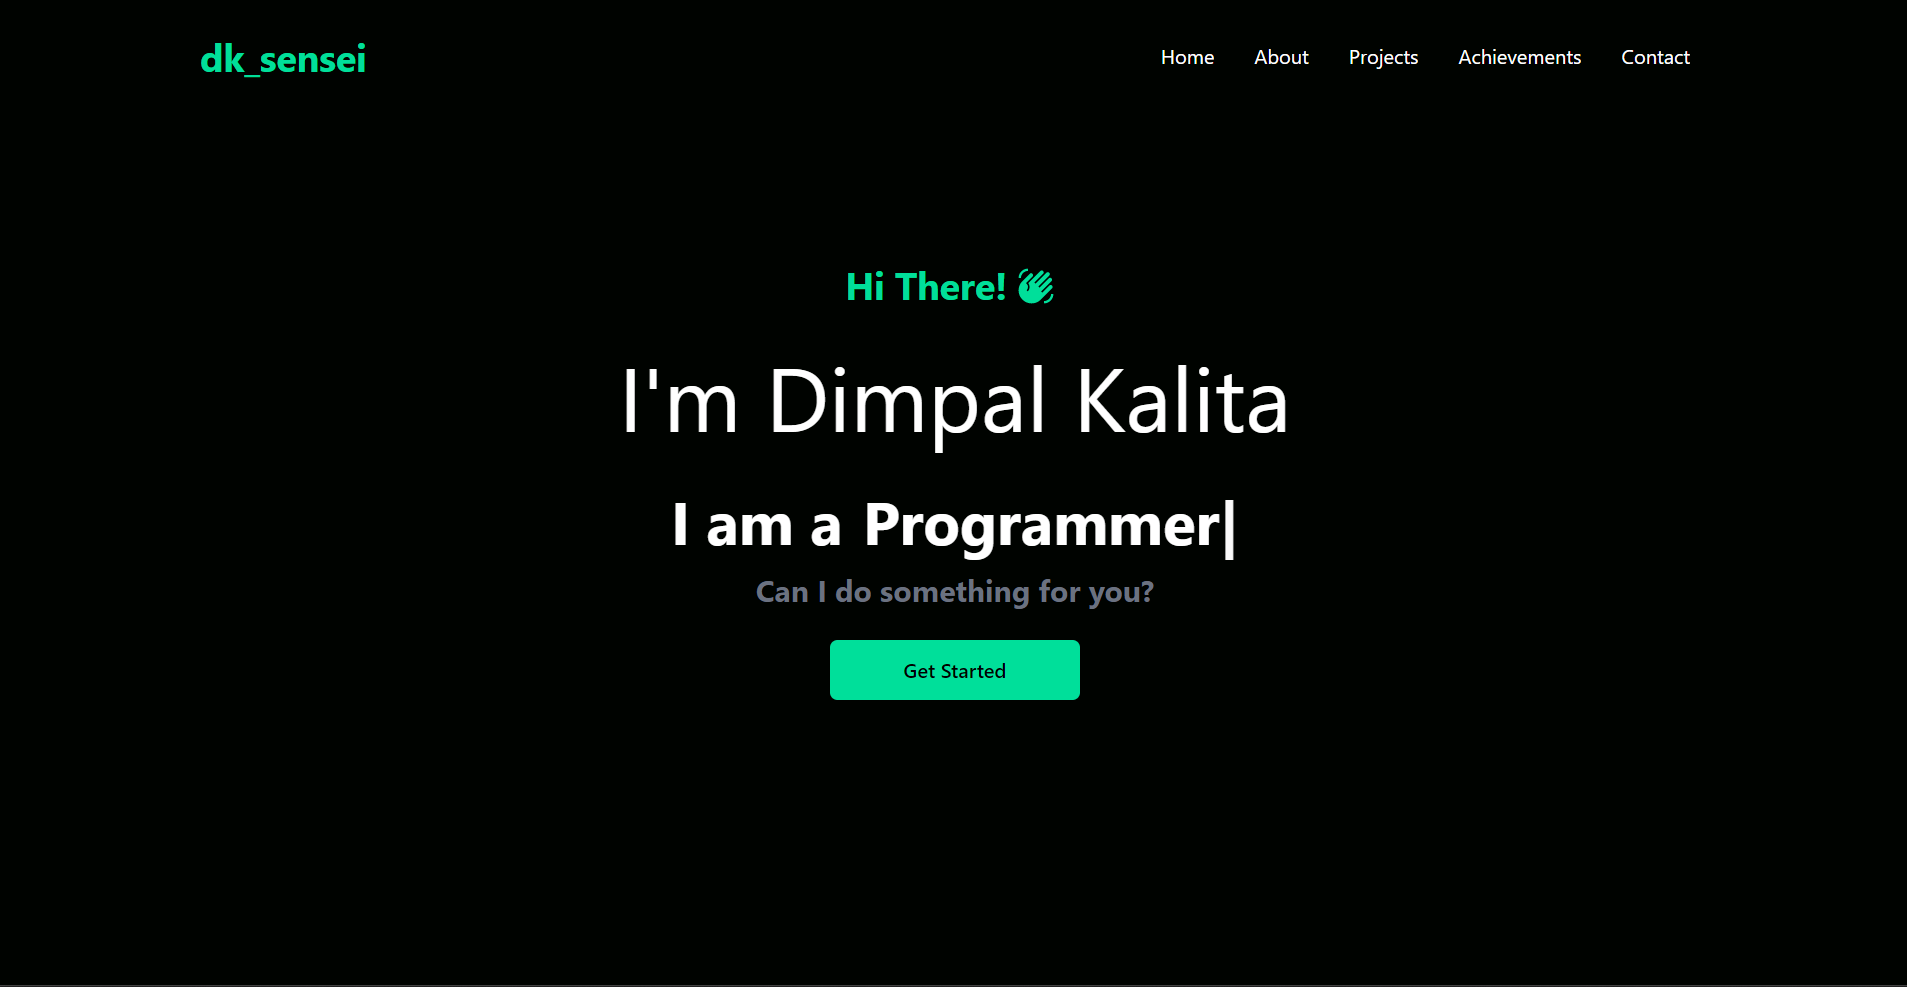 dk_sensei
Home About Projects Achievements Contact
Hi There! 👋
I'm Dimpal Kalita
I am a Programmer|
Can I do something for you?
Get Started